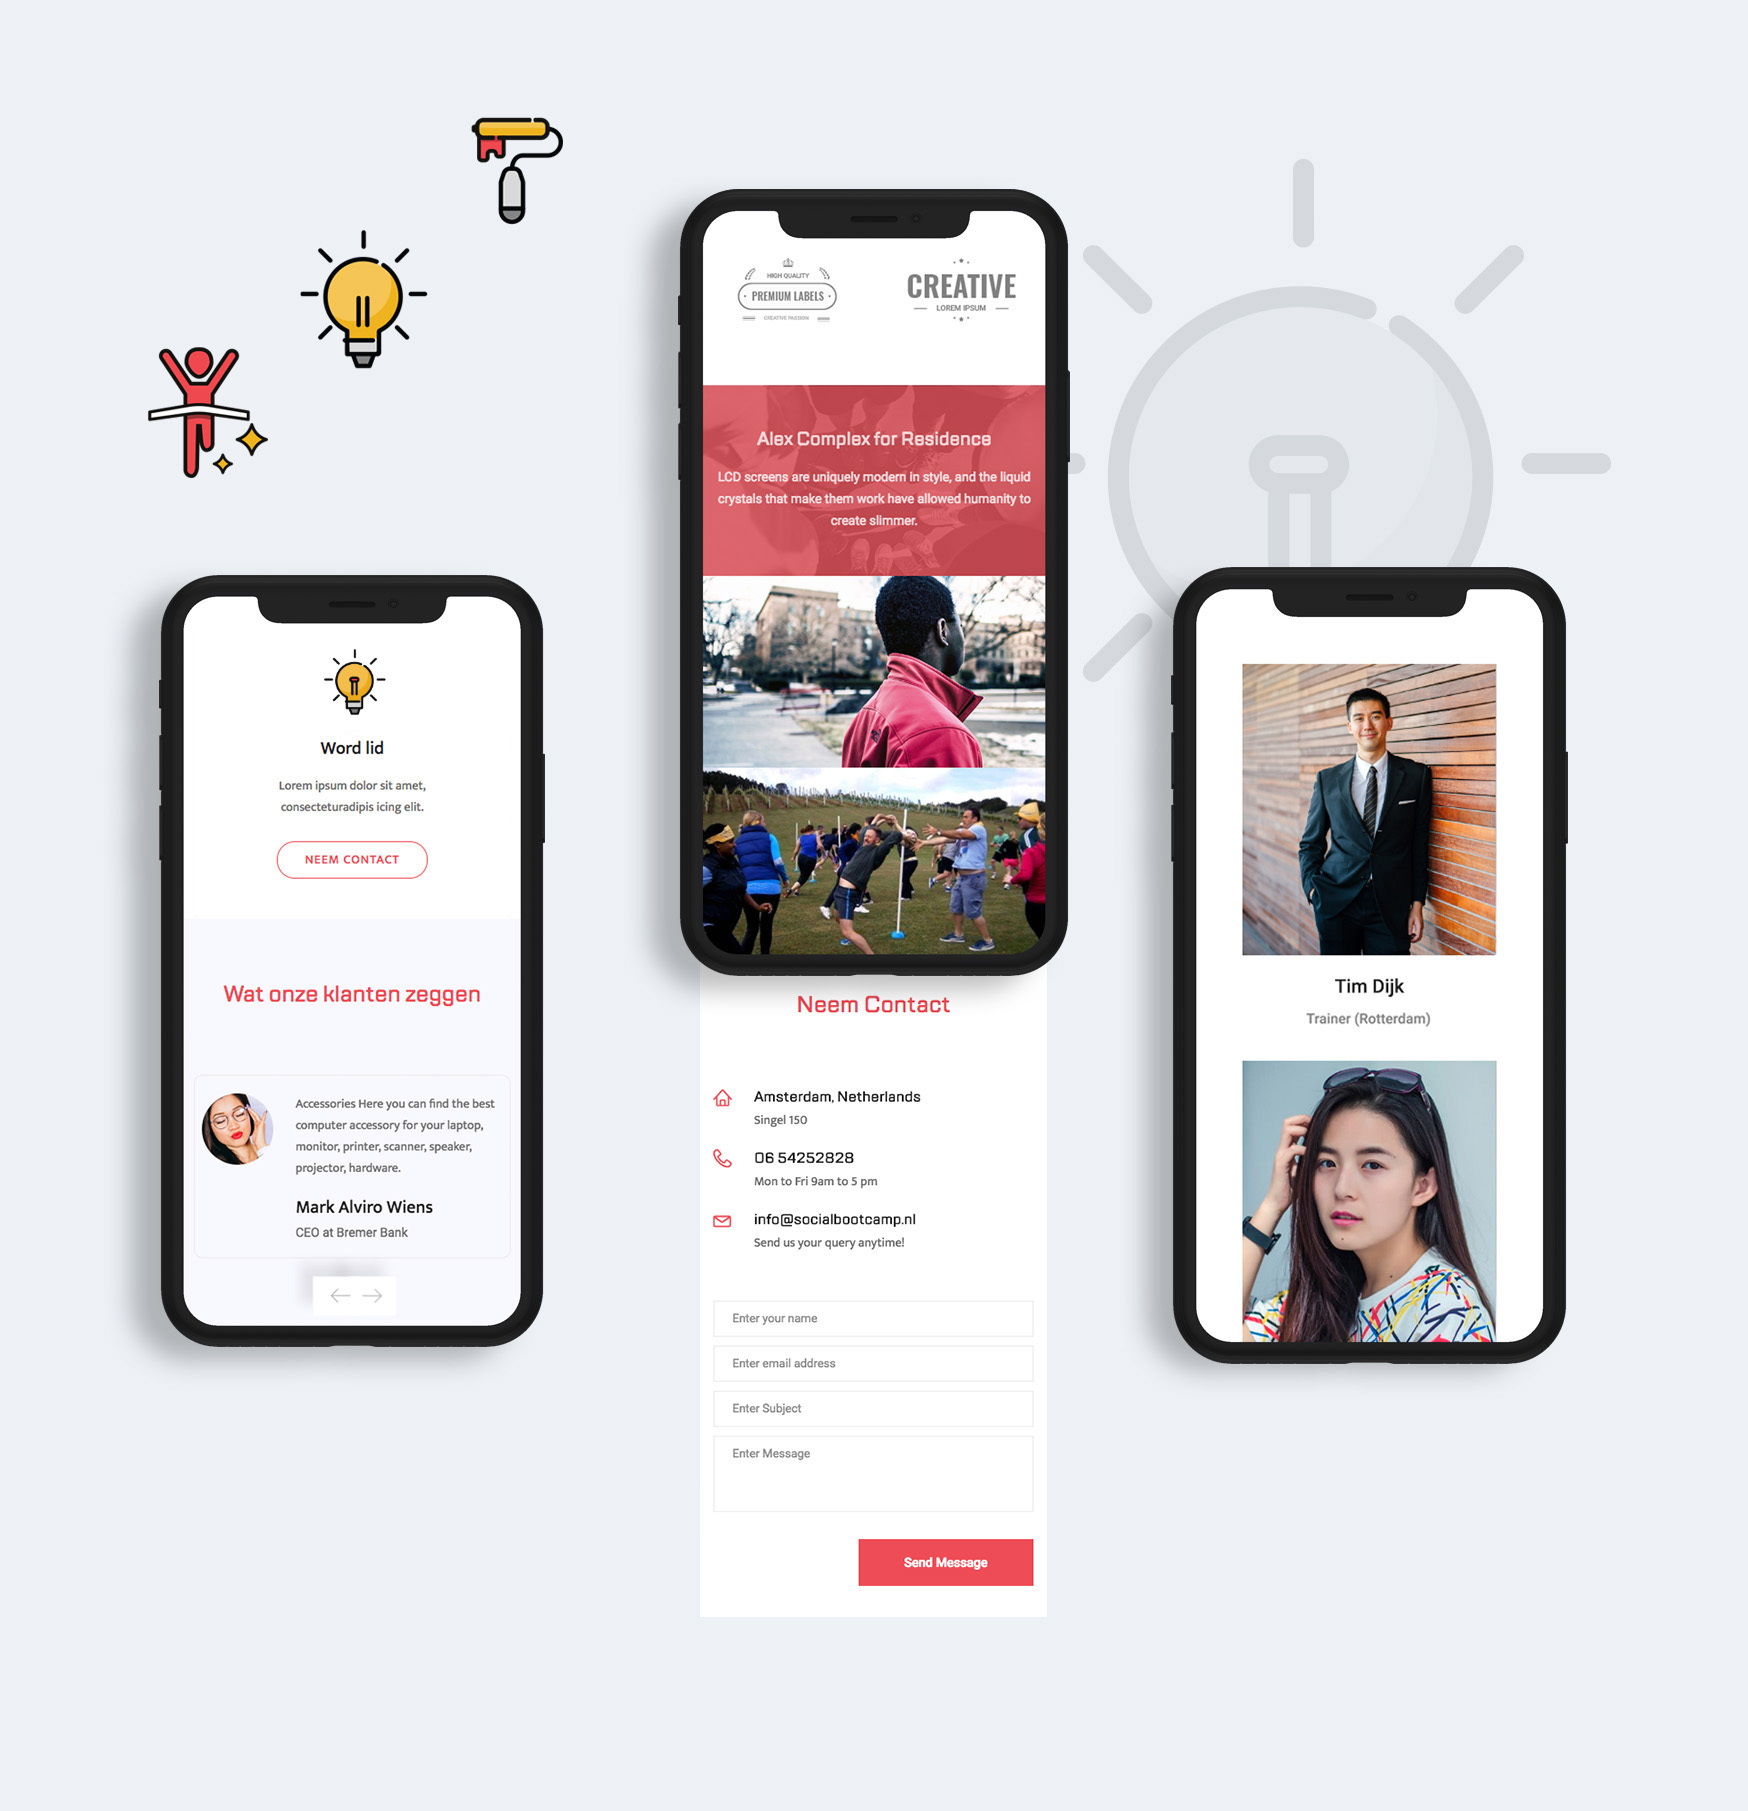 HIGH QUALITY
PREMIUM LABELS
CREATIVE PASSION
CREATIVE
LOREM IPSUM
Alex Complex for Residence
LCD screens are uniquely modern in style, and the liquid
crystals that make them work have allowed humanity to
create slimmer.
Word lid
Lorem ipsum dolor sit amet,
consecteturadipis icing elit.
NEEM CONTACT
Wat onze klanten zeggen
Accessories Here you can find the best
computer accessory for your laptop,
monitor, printer, scanner, speaker,
projector, hardware.
Mark Alviro Wiens
CEO at Bremer Bank
Neem Contact
Amsterdam, Netherlands
Singel 150
06 54252828
Mon to Fri 9am to 5 pm
info@socialbootcamp.nl
Send us your query anytime!
Enter your name
Enter email address
Enter Subject
Enter Message
Send Message
Tim Dijk
Trainer (Rotterdam)